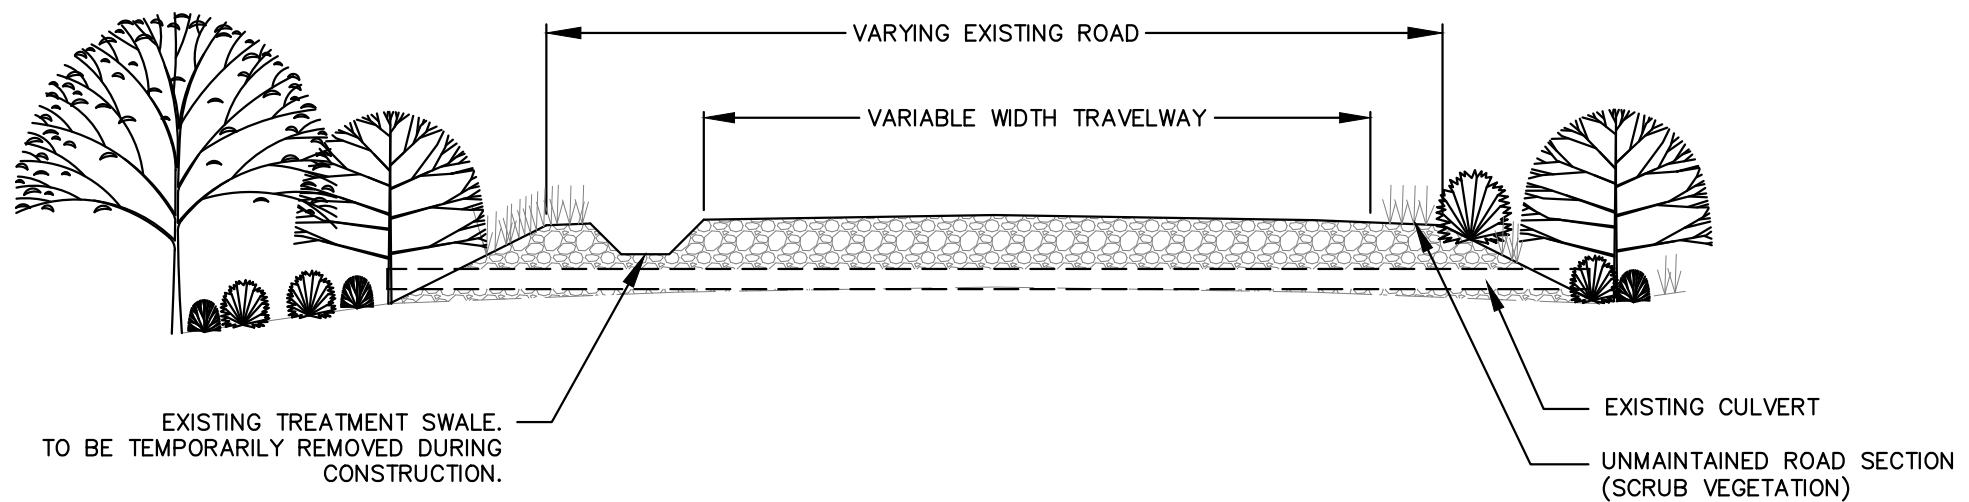 VARYING EXISTING ROAD
VARIABLE WIDTH TRAVELWAY
EXISTING TREATMENT SWALE.
TO BE TEMPORARILY REMOVED DURING
CONSTRUCTION.
EXISTING CULVERT
UNMAINTAINED ROAD SECTION
(SCRUB VEGETATION)